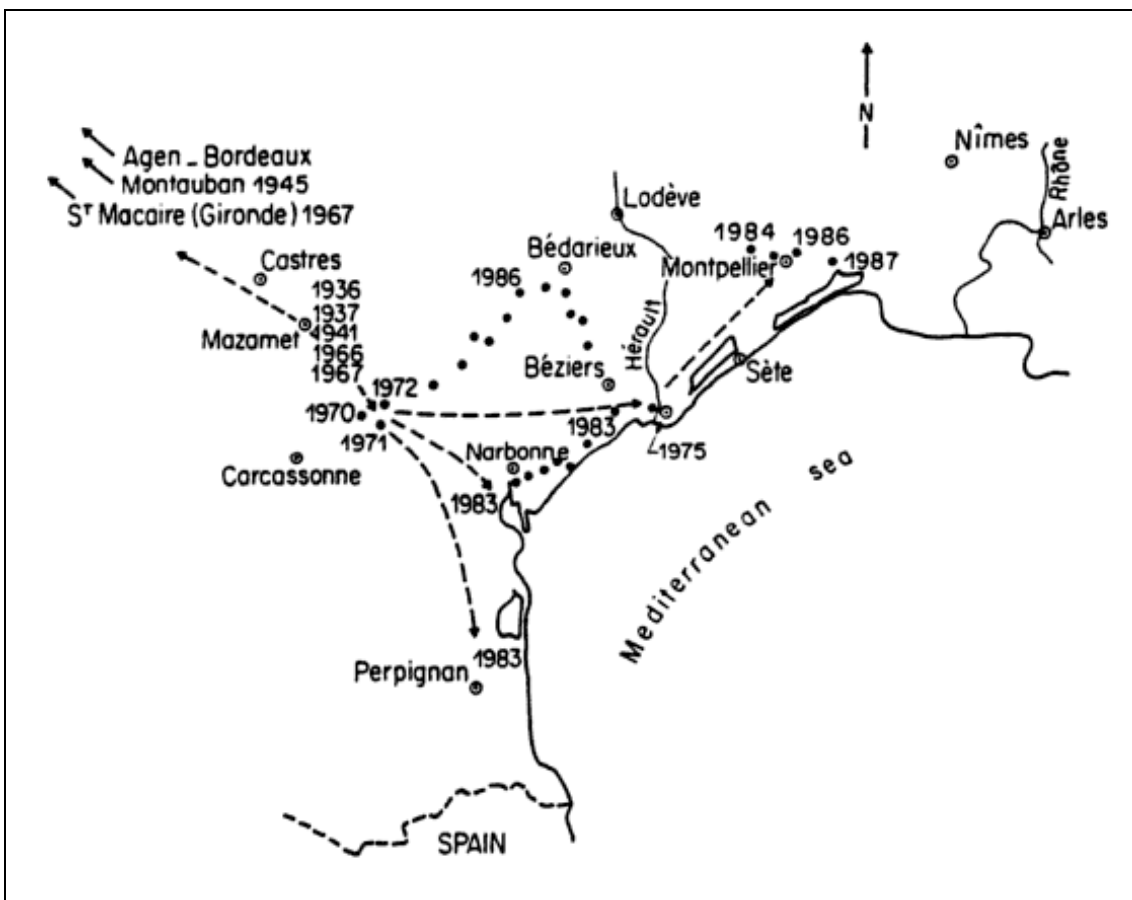 N
Nîmes
Rhône
Arles
Agen - Bordeaux
Montauban 1945
Sᵀ Macaire (Gironde) 1967
Lodève
Castres
Bédarieux
1986
1984
1986
Montpellier
1987
1936
1937
Mazamet
1941
1966
1967
Hérault
Béziers
Sète
1972
1970
1971
1983
1975
Narbonne
Carcassonne
1983
Mediterranean sea
1983
Perpignan
SPAIN